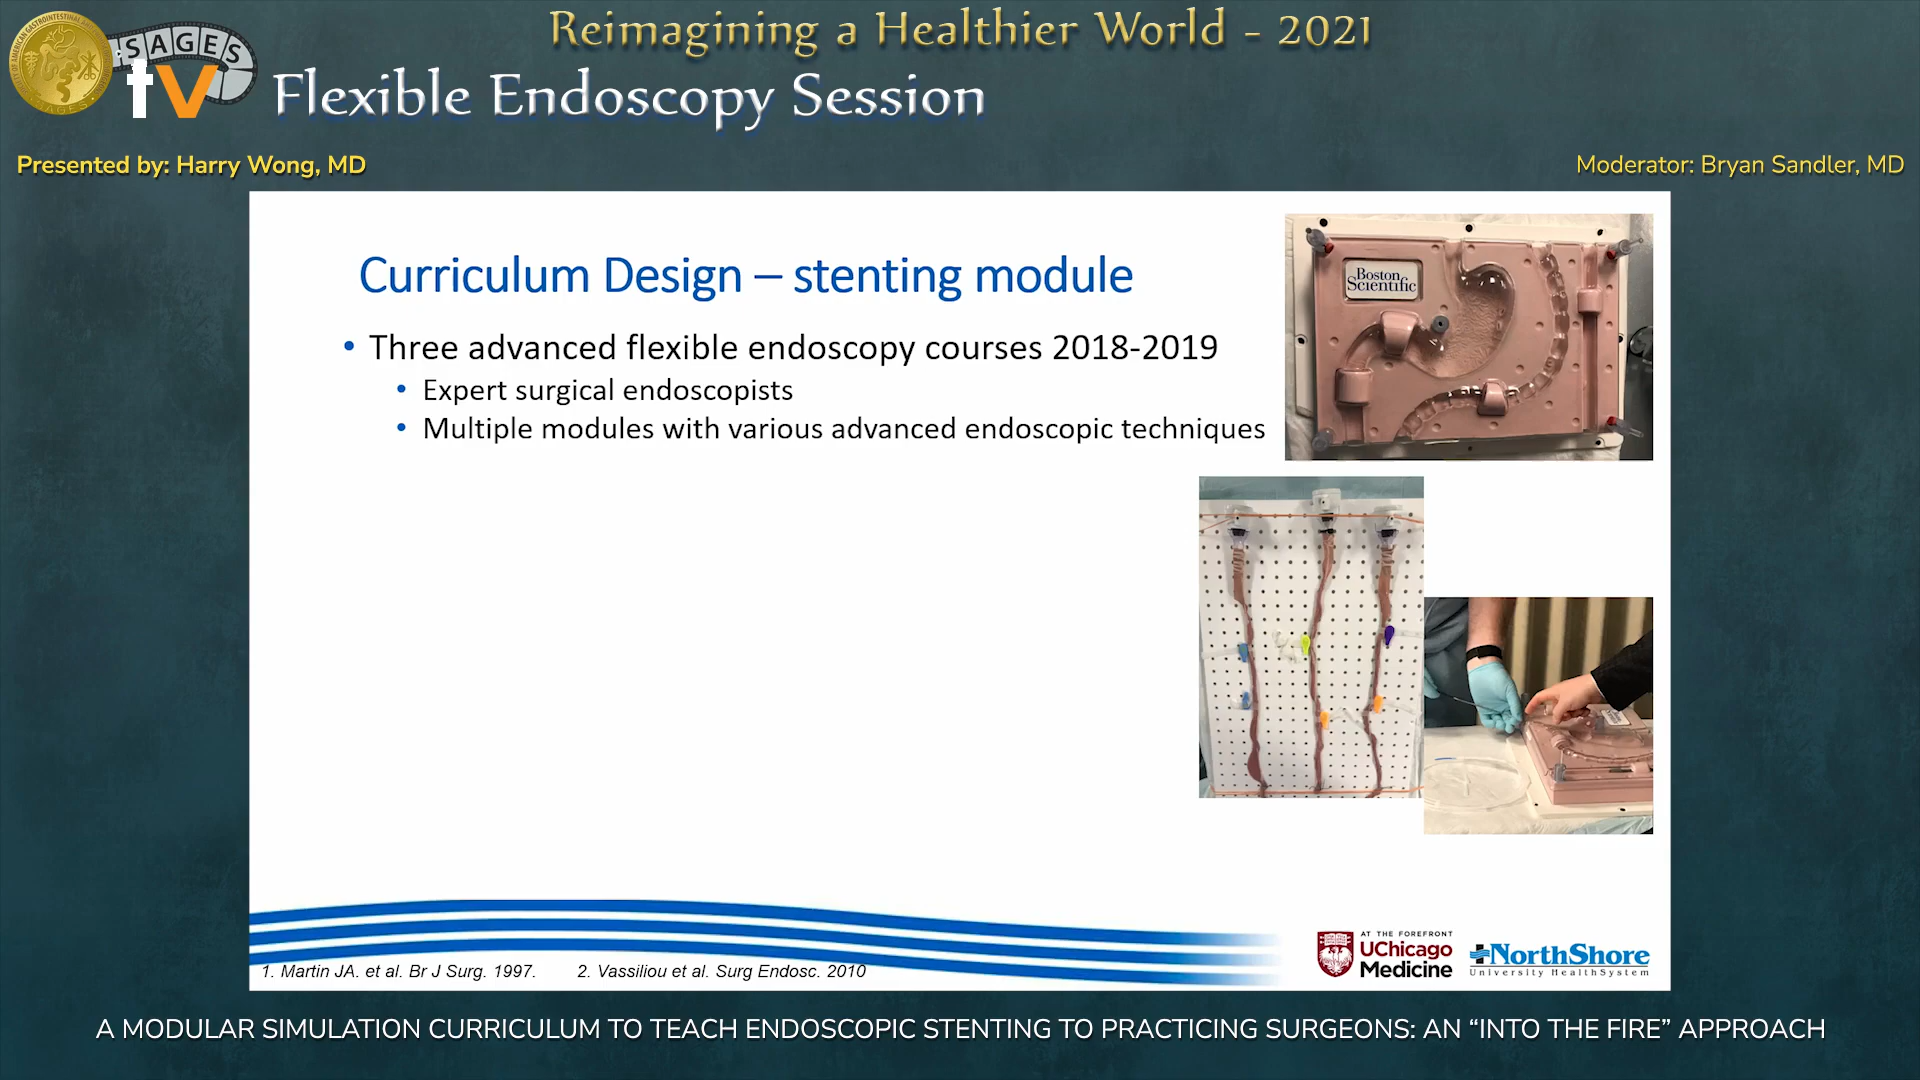 Reimagining a Healthier World - 2021
SAGES
tv
Flexible Endoscopy Session
Presented by: Harry Wong, MD
Moderator: Bryan Sandler, MD
Curriculum Design – stenting module
• Three advanced flexible endoscopy courses 2018-2019
• Expert surgical endoscopists
• Multiple modules with various advanced endoscopic techniques
Boston
Scientific
AT THE FOREFRONT
UChicago
Medicine
NorthShore
University HealthSystem
1. Martin JA. et al. Br J Surg. 1997.
2. Vassiliou et al. Surg Endosc. 2010
A MODULAR SIMULATION CURRICULUM TO TEACH ENDOSCOPIC STENTING TO PRACTICING SURGEONS: AN “INTO THE FIRE” APPROACH